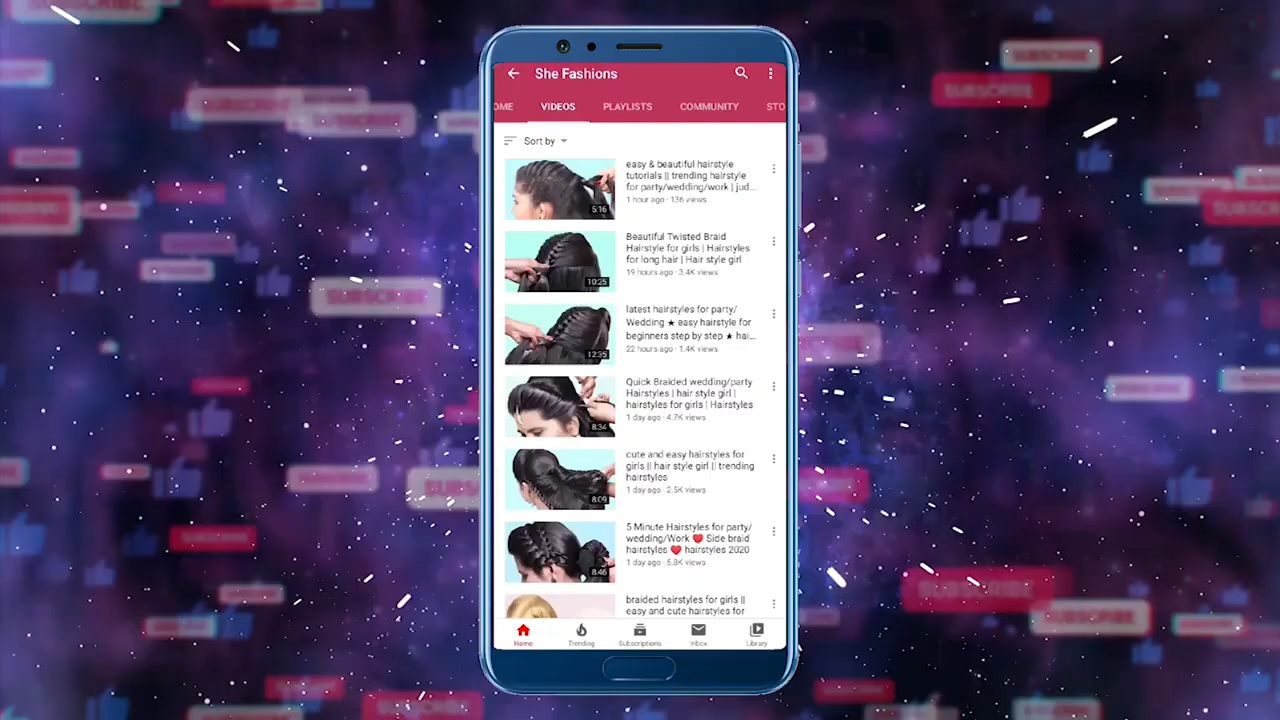 She Fashions
OME VIDEOS PLAYLISTS COMMUNITY STO
Sort by
easy & beautiful hairstyle
tutorials || trending hairstyle
for party/wedding/work | jud...
1 hour ago · 136 views
5:16
Beautiful Twisted Braid
Hairstyle for girls | Hairstyles
for long hair | Hair style girl
19 hours ago · 3.4K views
10:25
latest hairstyles for party/
Wedding ★ easy hairstyle for
beginners step by step ★ hai...
22 hours ago · 1.4K views
12:35
Quick Braided wedding/party
Hairstyles | hair style girl |
hairstyles for girls | Hairstyles
1 day ago · 4.7K views
8:34
cute and easy hairstyles for
girls || hair style girl || trending
hairstyles
1 day ago · 2.5K views
8:09
5 Minute Hairstyles for party/
wedding/Work ♥ Side braid
hairstyles ♥ hairstyles 2020
1 day ago · 5.8K views
8:46
braided hairstyles for girls ||
easy and cute hairstyles for
Home Trending Subscriptions Inbox Library
SUBSCRIBE
SUBSCRIBE
SUBSCRIBE
SUBSCRIBE